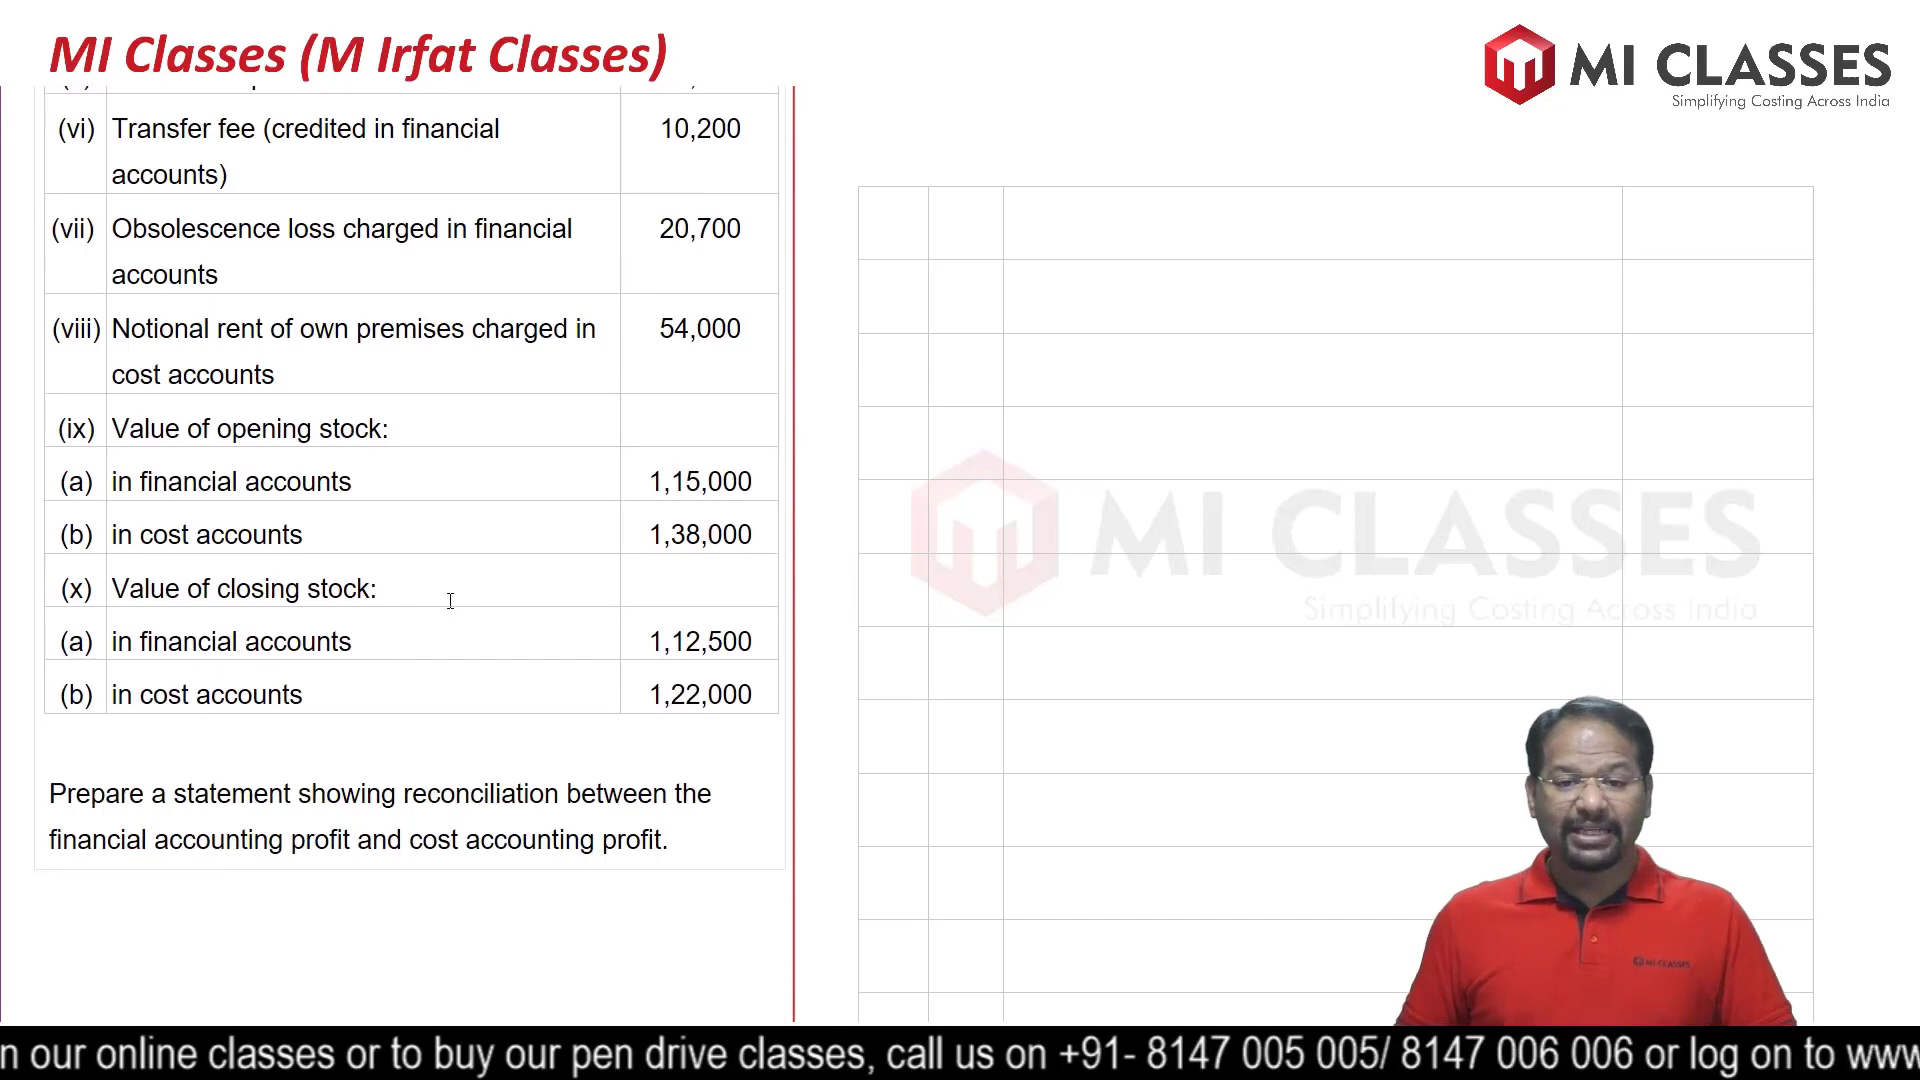 MI Classes (M Irfat Classes)
MI CLASSES
Simplifying Costing Across India
(vi) Transfer fee (credited in financial 10,200
accounts)
(vii) Obsolescence loss charged in financial 20,700
accounts
(viii) Notional rent of own premises charged in 54,000
cost accounts
(ix) Value of opening stock:
(a) in financial accounts 1,15,000
(b) in cost accounts 1,38,000
(x) Value of closing stock:
(a) in financial accounts 1,12,500
(b) in cost accounts 1,22,000
Prepare a statement showing reconciliation between the
financial accounting profit and cost accounting profit.
MI CLASSES
Simplifying Costing Across India
MI CLASSES
n our online classes or to buy our pen drive classes, call us on +91- 8147 005 005/ 8147 006 006 or log on to www